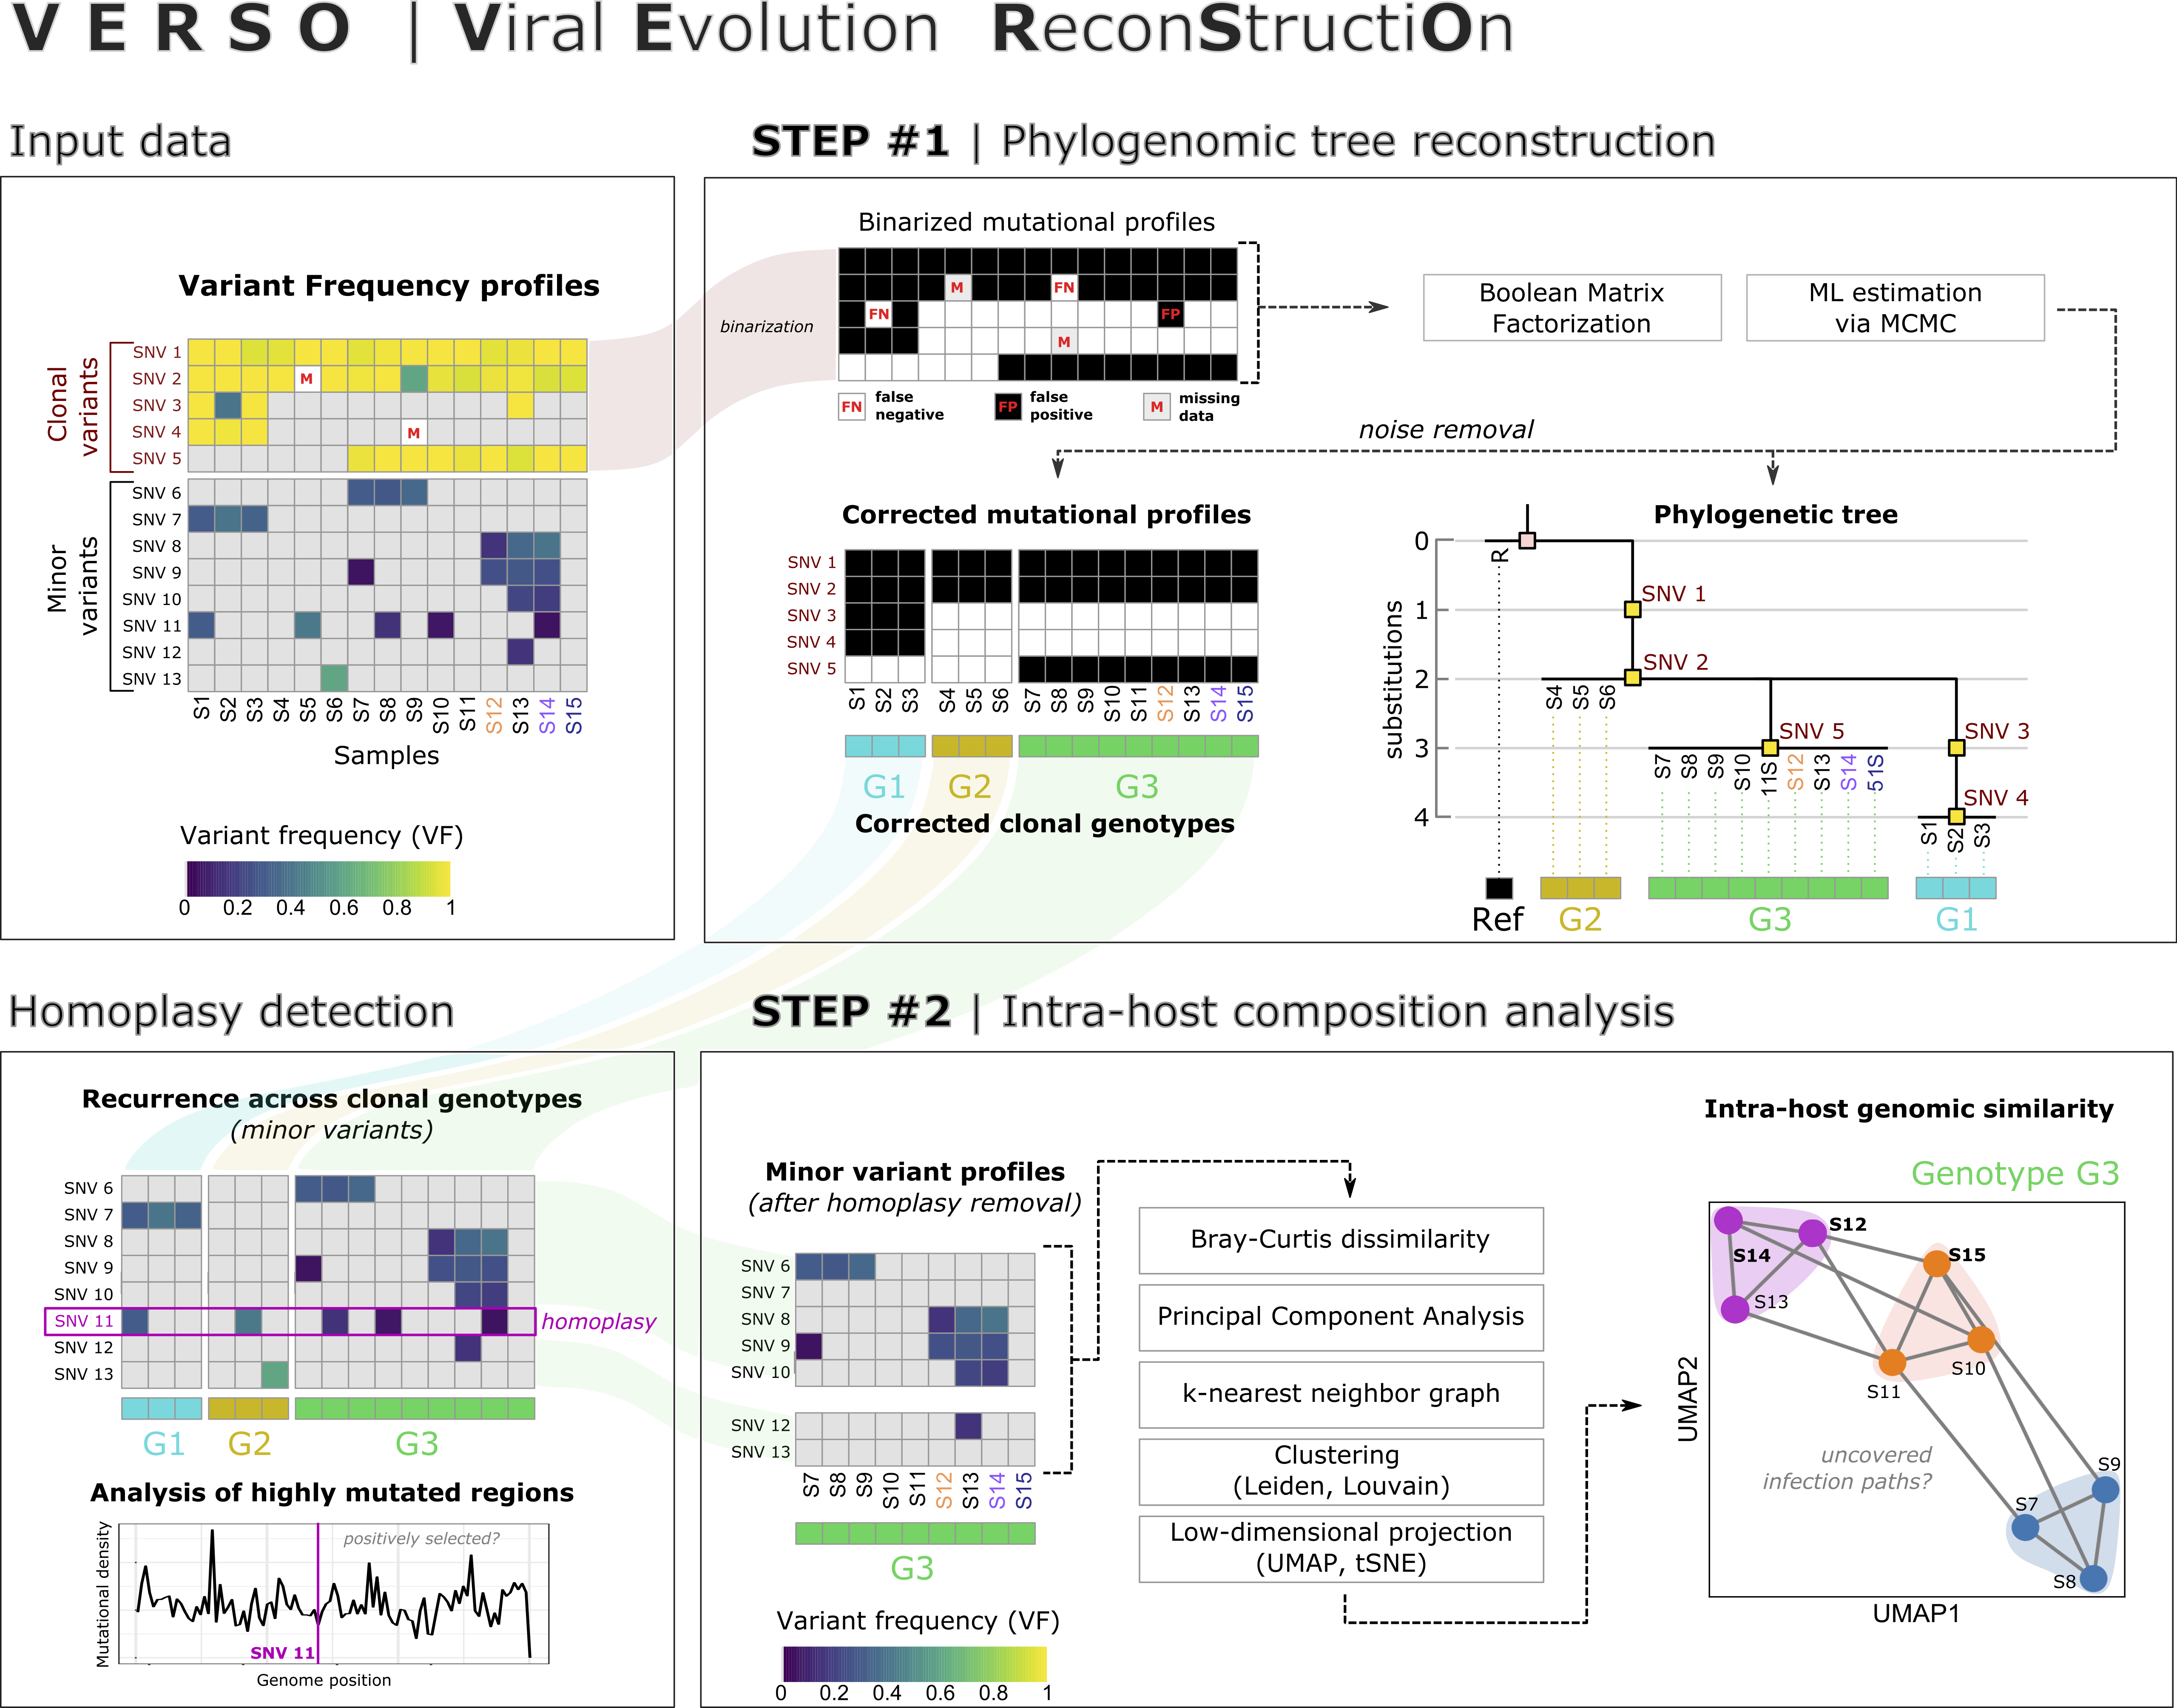 V E R S O | Viral Evolution ReconStructiOn
Input data
Variant Frequency profiles
Clonal
variants
SNV 1
SNV 2
M
SNV 3
SNV 4
M
SNV 5
Minor
variants
SNV 6
SNV 7
SNV 8
SNV 9
SNV 10
SNV 11
SNV 12
SNV 13
S1 S2 S3 S4 S5 S6 S7 S8 S9 S10 S11 S12 S13 S14 S15
Samples
Variant frequency (VF)
0 0.2 0.4 0.6 0.8 1
STEP #1 | Phylogenomic tree reconstruction
Binarized mutational profiles
binarization
M FN
FN FP
M
FN false negative
FP false positive
M missing data
Boolean Matrix
Factorization
ML estimation
via MCMC
noise removal
Corrected mutational profiles
SNV 1
SNV 2
SNV 3
SNV 4
SNV 5
S1 S2 S3 S4 S5 S6 S7 S8 S9 S10 S11 S12 S13 S14 S15
G1 G2 G3
Corrected clonal genotypes
Phylogenetic tree
substitutions
0
R
1
SNV 1
2
SNV 2
S4 S5 S6
3
SNV 5
SNV 3
S7 S8 S9 S10 11S S12 S13 S14 51S
4
SNV 4
S1 S2 S3
Ref G2 G3 G1
Homoplasy detection
Recurrence across clonal genotypes
(minor variants)
SNV 6
SNV 7
SNV 8
SNV 9
SNV 10
SNV 11
homoplasy
SNV 12
SNV 13
G1 G2 G3
Analysis of highly mutated regions
Mutational density
positively selected?
SNV 11
Genome position
STEP #2 | Intra-host composition analysis
Minor variant profiles
(after homoplasy removal)
SNV 6
SNV 7
SNV 8
SNV 9
SNV 10
SNV 12
SNV 13
S7 S8 S9 S10 S11 S12 S13 S14 S15
G3
Variant frequency (VF)
0 0.2 0.4 0.6 0.8 1
Bray-Curtis dissimilarity
Principal Component Analysis
k-nearest neighbor graph
Clustering
(Leiden, Louvain)
Low-dimensional projection
(UMAP, tSNE)
Intra-host genomic similarity
Genotype G3
S12
S14
S15
S13
S10
S11
uncovered
infection paths?
S9
S7
S8
UMAP2
UMAP1